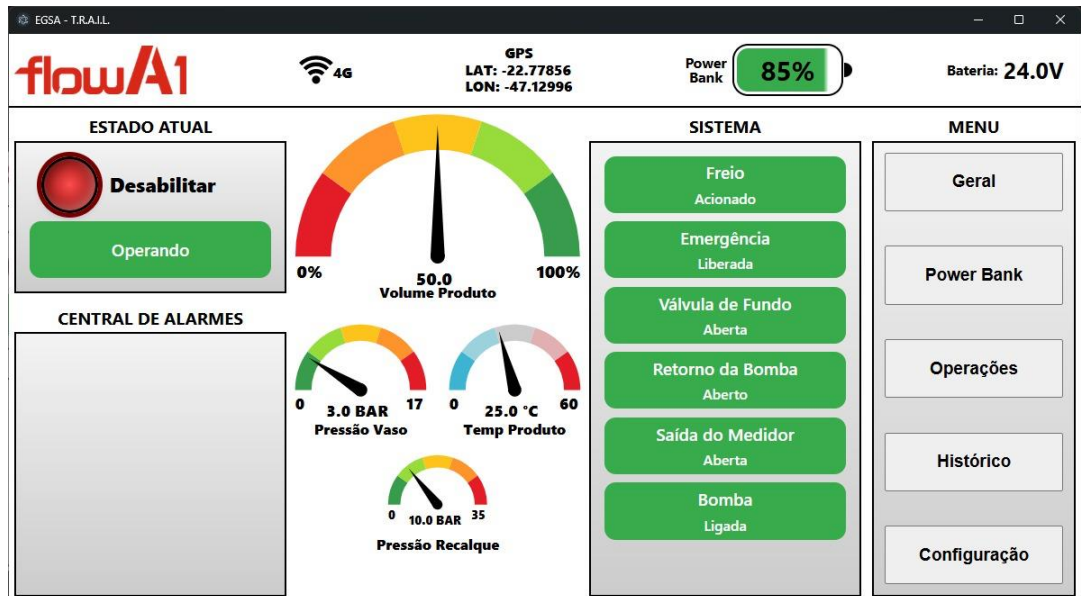 EGSA - T.R.A.I.L.
flowA1
4G
GPS
LAT: -22.77856
LON: -47.12996
Power
Bank
85%
Bateria: 24.0V
ESTADO ATUAL
Desabilitar
Operando
CENTRAL DE ALARMES
0%
100%
50.0
Volume Produto
0
3.0 BAR
17
Pressão Vaso
0
25.0 °C
60
Temp Produto
0
10.0 BAR
35
Pressão Recalque
SISTEMA
Freio
Acionado
Emergência
Liberada
Válvula de Fundo
Aberta
Retorno da Bomba
Aberto
Saída do Medidor
Aberta
Bomba
Ligada
MENU
Geral
Power Bank
Operações
Histórico
Configuração